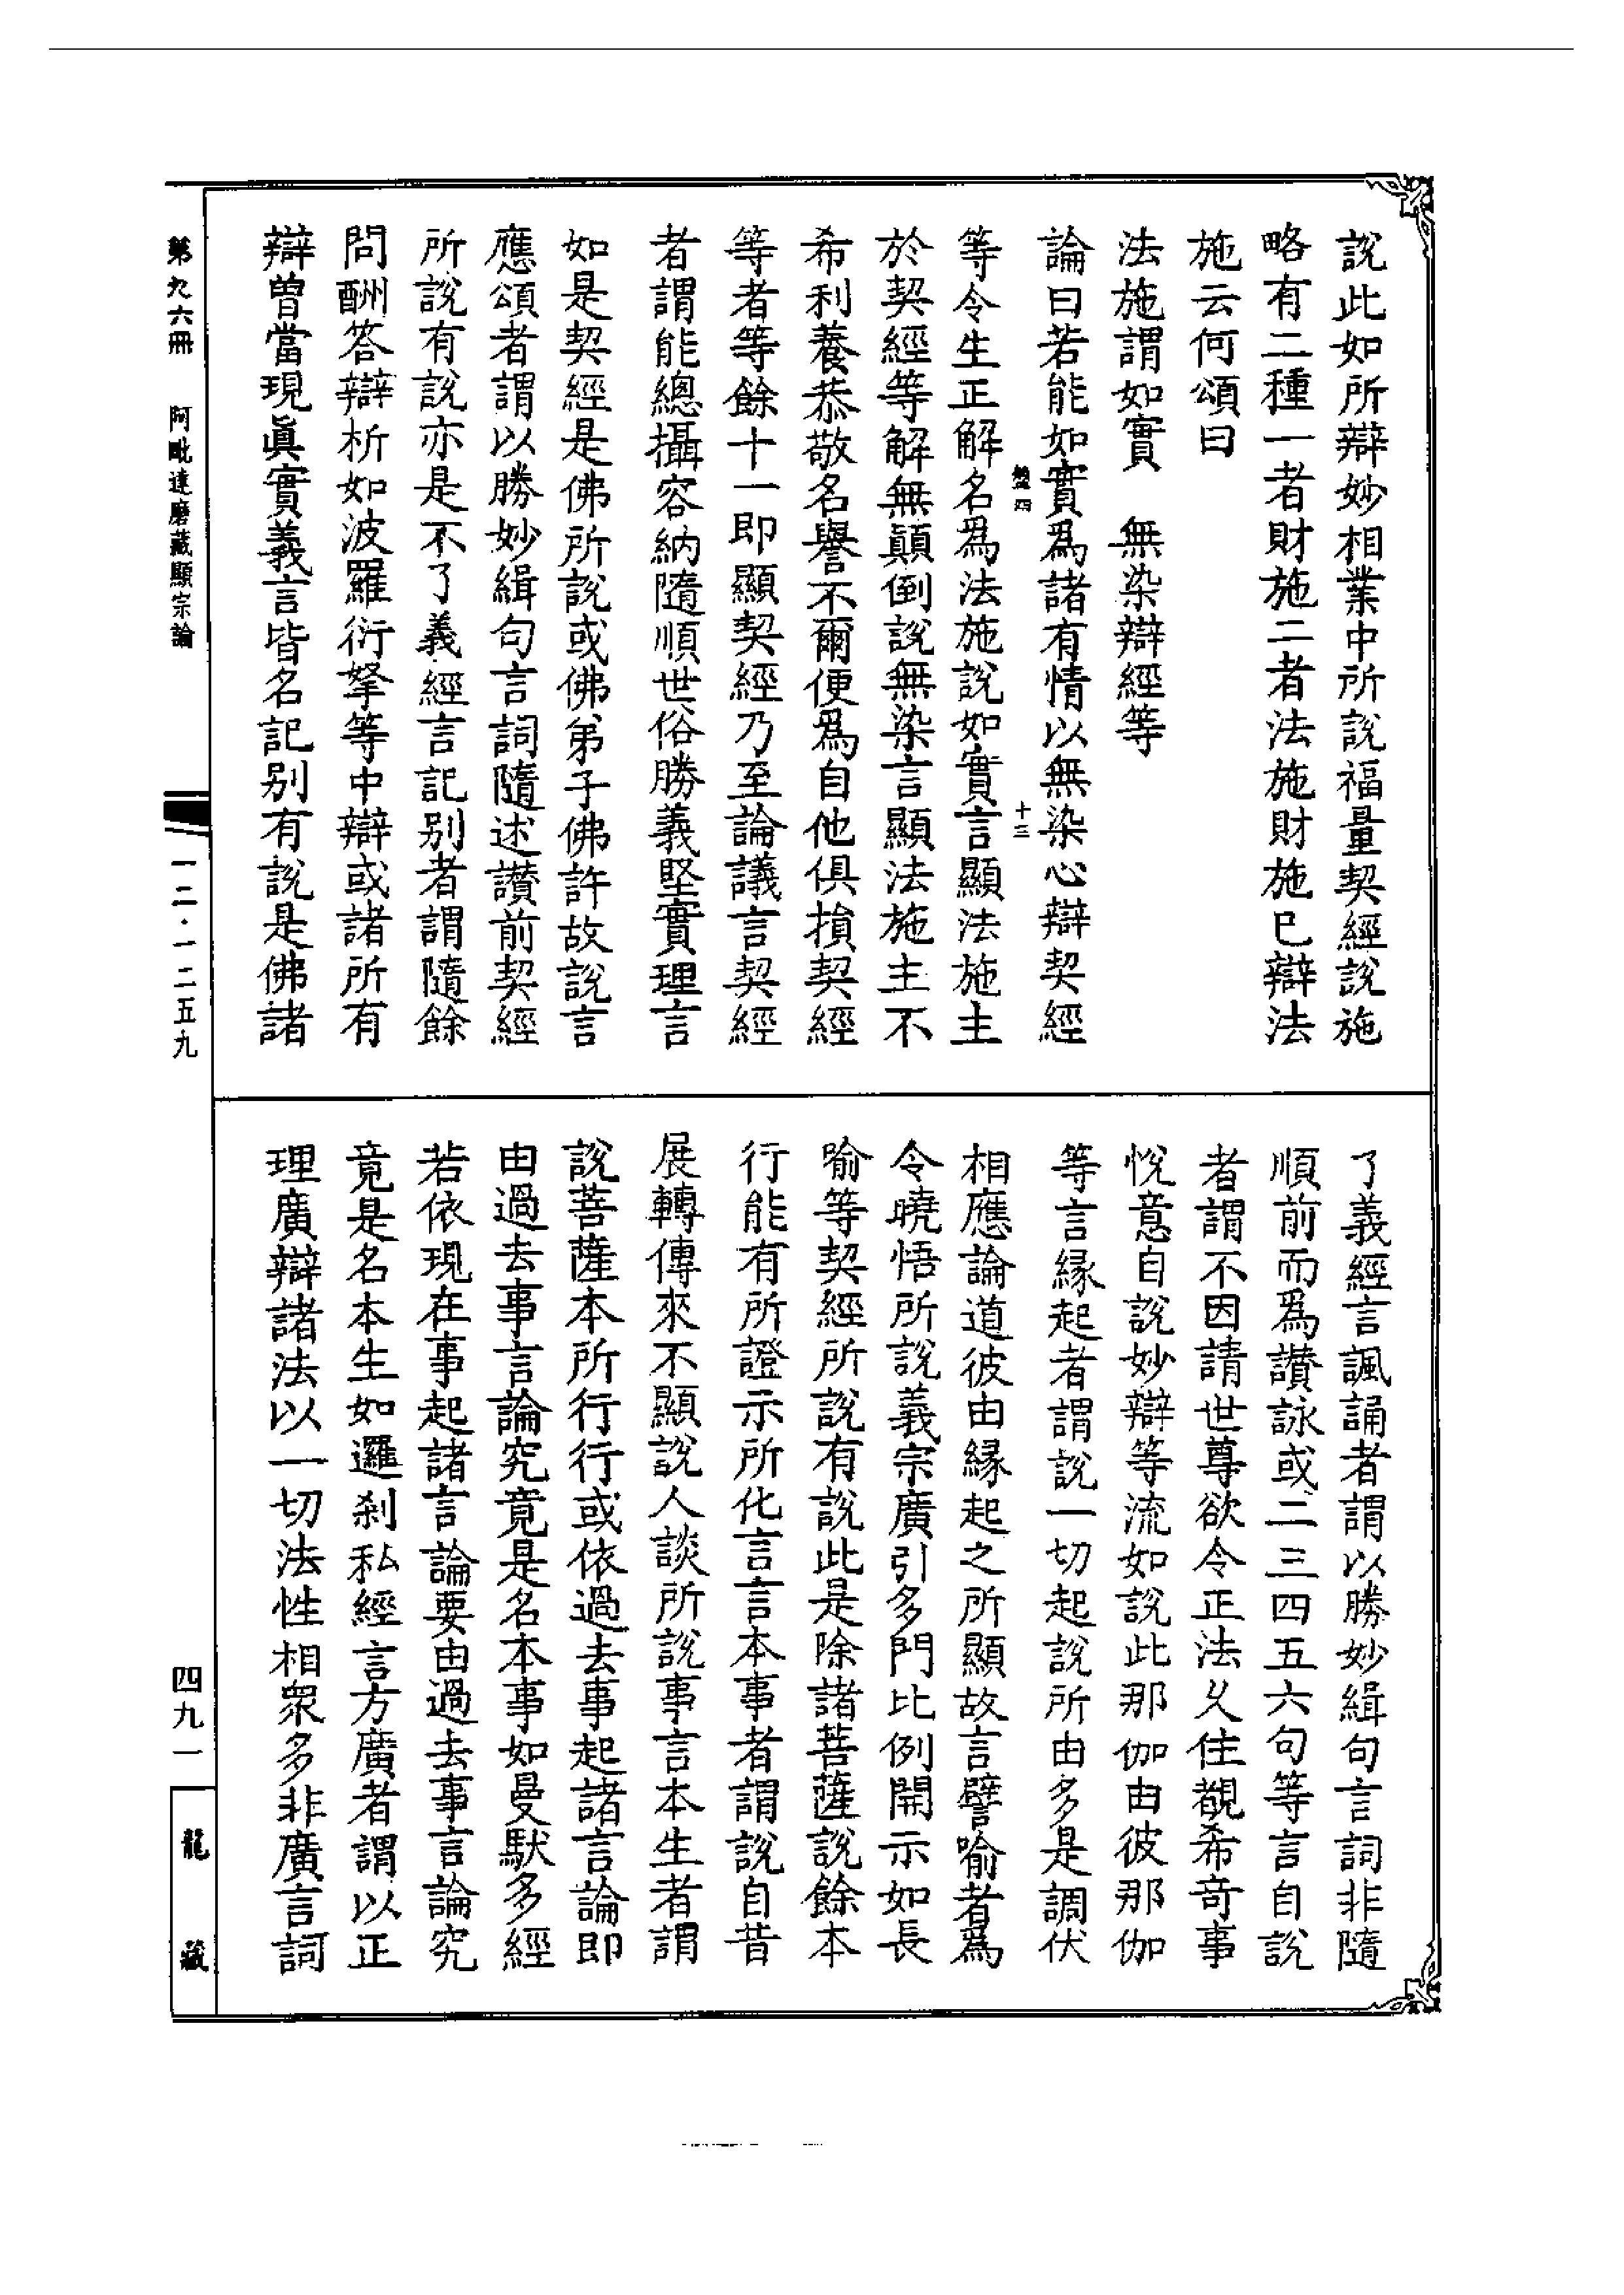 說此如所辯妙相業中所說福量契經說施
略有二種一者財施二者法施財施已辯法
施云何頌曰
法施謂如實　無染辯經等
論曰若能如實爲諸有情以無染心辯契經
十三
等令生正解名爲法施說如實言顯法施主
於契經等解無顛倒說無染言顯法施主不
希利養恭敬名譽不爾便爲自他俱損契經
等者等餘十一即顯契經乃至論議言契經
者謂能總攝容納隨順世俗勝義堅實理言
如是契經是佛所說或佛弟子佛許故說言
應頌者謂以勝妙緝句言詞隨述讚前契經
所說有說亦是不了義經言記别者謂隨餘
問酬答辯析如波羅衍拏等中辯或諸所有
辯曾當現眞實義言皆名記别有說是佛諸
了義經言諷誦者謂以勝妙緝句言詞非隨
順前而爲讚詠或二三四五六句等言自說
者謂不因請世尊欲令正法久住覩希奇事
悅意自說妙辯等流如說此那伽由彼那伽
等言緣起者謂說一切起說所由多是調伏
相應論道彼由緣起之所顯故言譬喻者爲
令曉悟所說義宗廣引多門比例開示如長
喻等契經所說有說此是除諸菩薩說餘本
行能有所證示所化言言本事者謂說自昔
展轉傳來不顯說人談所說事言本生者謂
說菩薩本所行行或依過去事起諸言論即
由過去事言論究竟是名本事如曼馱多經
若依現在事起諸言論要由過去事言論究
竟是名本生如邏刹私經言方廣者謂以正
理廣辯諸法以一切法性相眾多非廣言詞
第九六冊　阿毗達磨藏顯宗論
一二·一二五九
四九一
龍藏